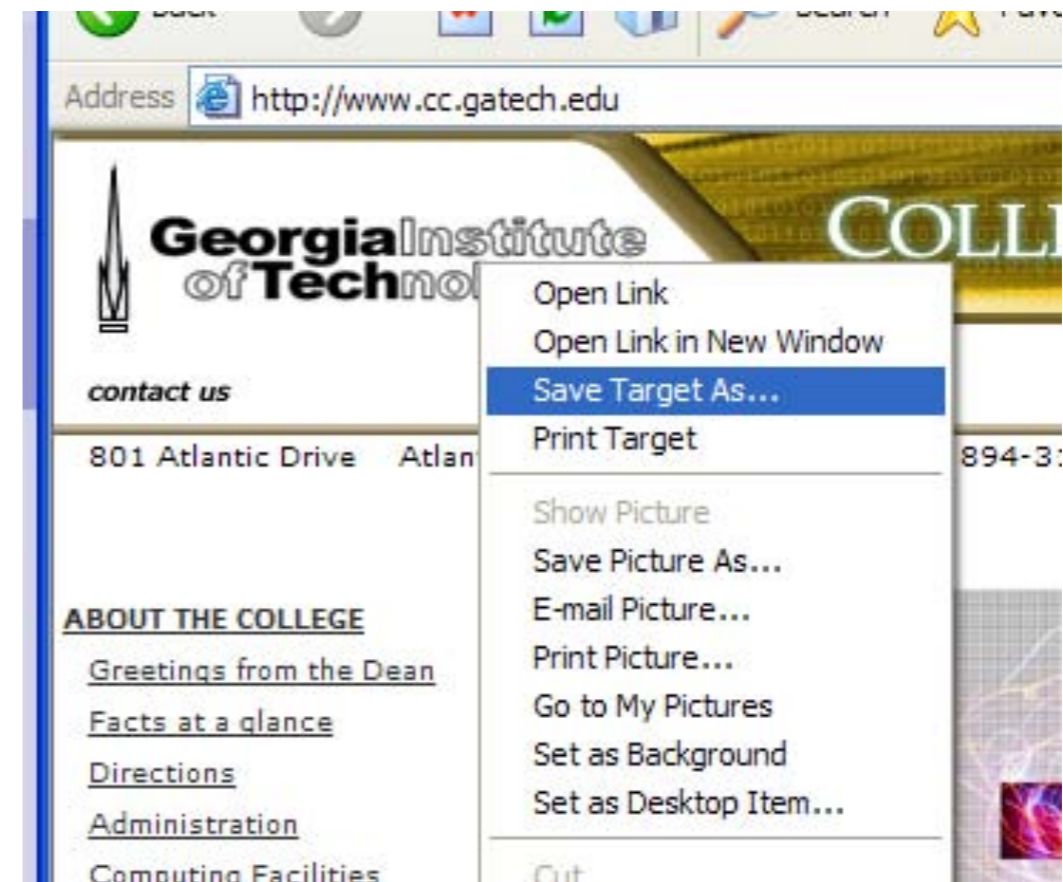 Back Search
Address http://www.cc.gatech.edu
Georgia Institute
of Techno
COLL
contact us
801 Atlantic Drive Atlan 894-31
Open Link
Open Link in New Window
Save Target As...
Print Target
Show Picture
Save Picture As...
E-mail Picture...
Print Picture...
Go to My Pictures
Set as Background
Set as Desktop Item...
Cut
ABOUT THE COLLEGE
Greetings from the Dean
Facts at a glance
Directions
Administration
Computing Facilities